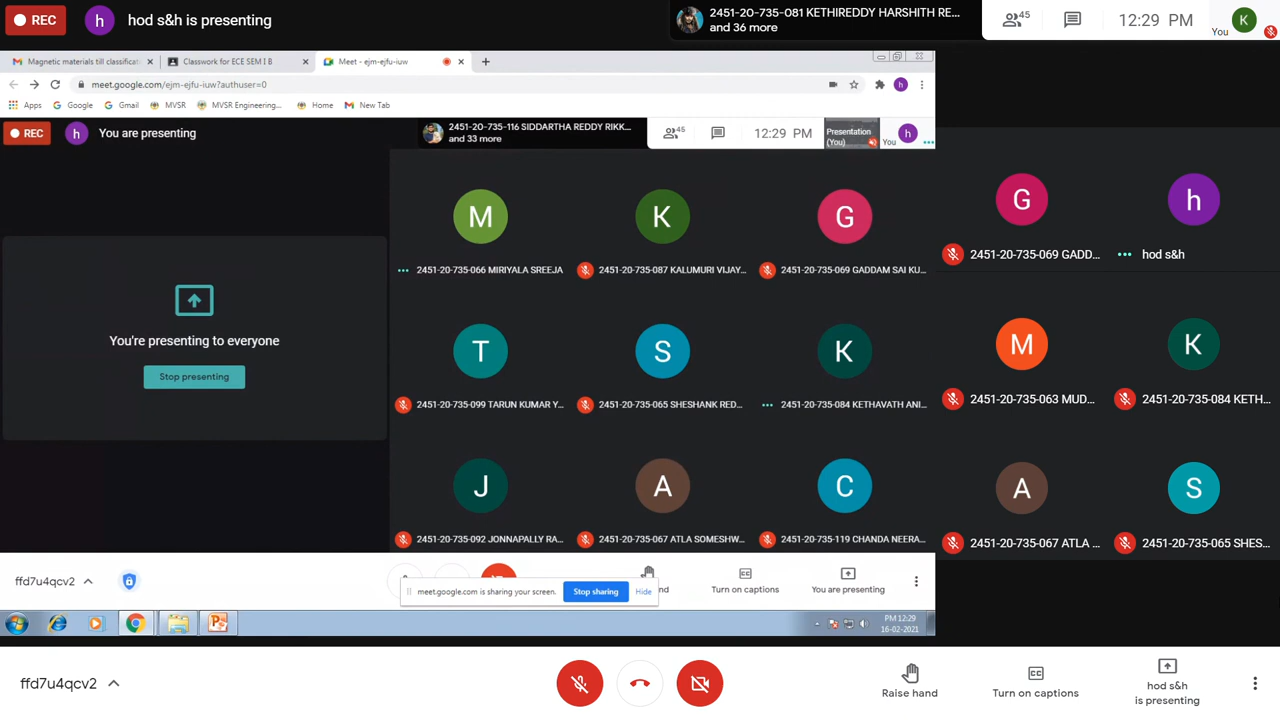 REC
h
hod s&h is presenting
2451-20-735-081 KETHIREDDY HARSHITH RE...
and 36 more
45
12:29 PM
You
K
Magnetic materials till classificat
Classwork for ECE SEM I B
Meet - ejm-ejfu-iuw
meet.google.com/ejm-ejfu-iuw?authuser=0
h
Apps
Google
Gmail
MVSR
MVSR Engineering...
Home
New Tab
REC
h
You are presenting
2451-20-735-116 SIDDARTHA REDDY RIKK...
and 33 more
45
12:29 PM
Presentation
(You)
You
h
M
K
G
2451-20-735-066 MIRIYALA SREEJA
2451-20-735-087 KALUMURI VIJAY...
2451-20-735-069 GADDAM SAI KU...
T
S
K
2451-20-735-099 TARUN KUMAR Y...
2451-20-735-065 SHESHANK RED...
2451-20-735-084 KETHAVATH ANI...
J
A
C
2451-20-735-092 JONNAPALLY RA...
2451-20-735-067 ATLA SOMESHW...
2451-20-735-119 CHANDA NEERA...
You're presenting to everyone
Stop presenting
G
h
2451-20-735-069 GADD...
hod s&h
M
K
2451-20-735-063 MUD...
2451-20-735-084 KETH...
A
S
2451-20-735-067 ATLA ...
2451-20-735-065 SHES...
ffd7u4qcv2
meet.google.com is sharing your screen.
Stop sharing
Hide
nd
Turn on captions
You are presenting
PM 12:29
16-02-2021
ffd7u4qcv2
Raise hand
Turn on captions
hod s&h
is presenting